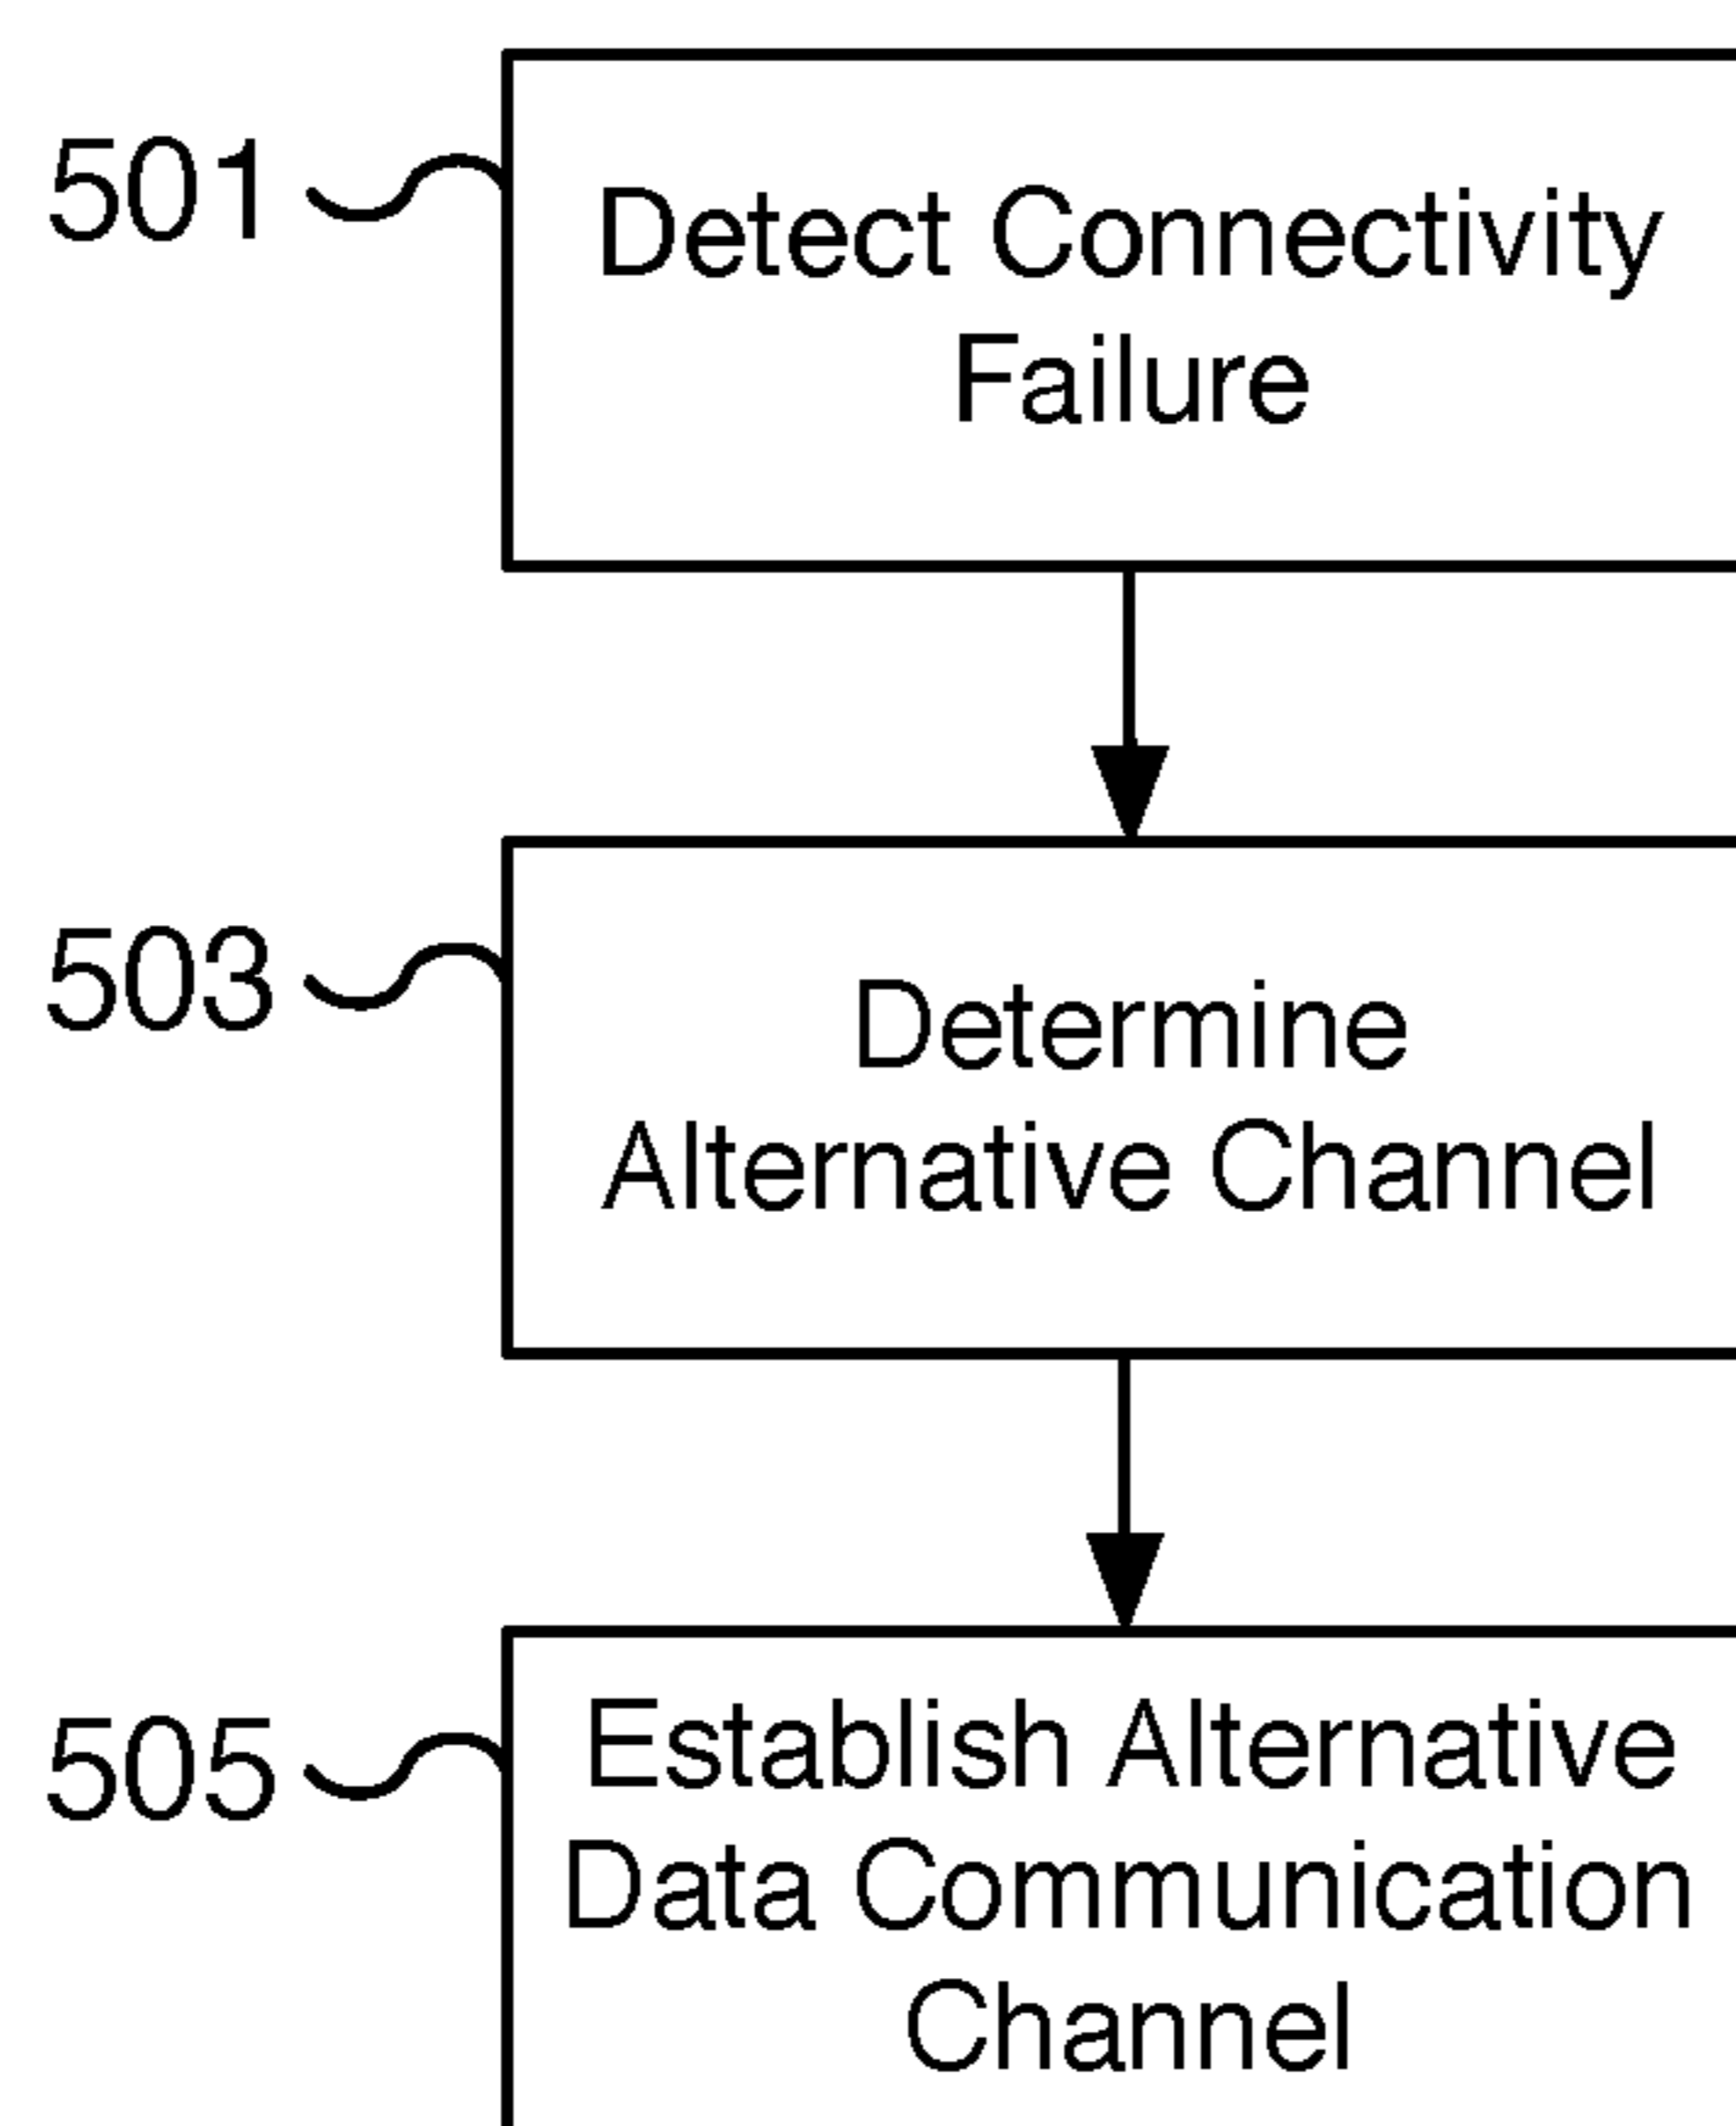 501
Detect Connectivity
Failure
503
Determine
Alternative Channel
505
Establish Alternative
Data Communication
Channel